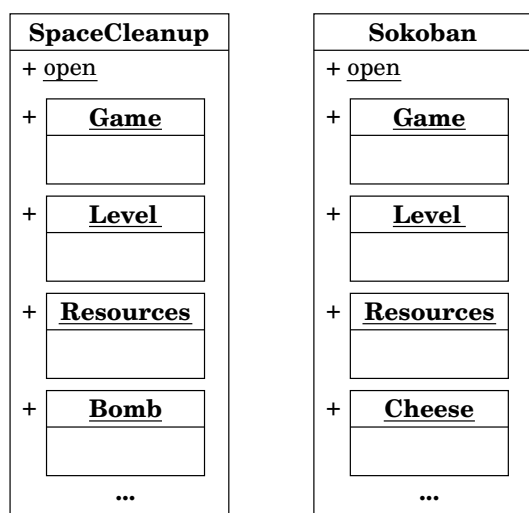 SpaceCleanup
+ open
+ Game
+ Level
+ Resources
+ Bomb
...
Sokoban
+ open
+ Game
+ Level
+ Resources
+ Cheese
...